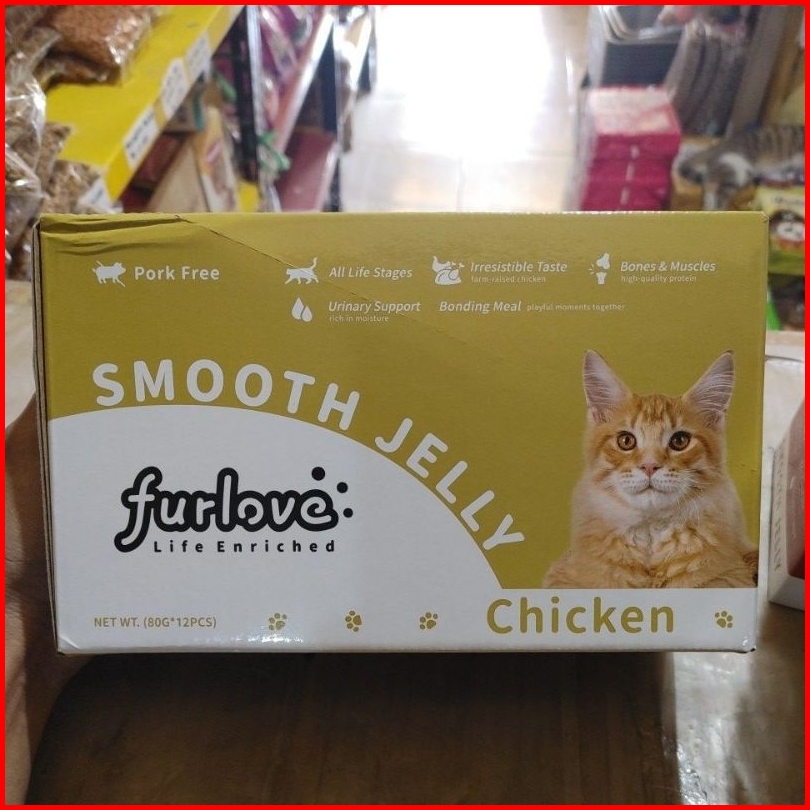 Pork Free
All Life Stages
Irresistible Taste
farm-raised chicken
Bones & Muscles
high-quality protein
Urinary Support
rich in moisture
Bonding Meal playful moments together
SMOOTH JELLY
furlove
Life Enriched
NET WT. (80G*12PCS)
Chicken